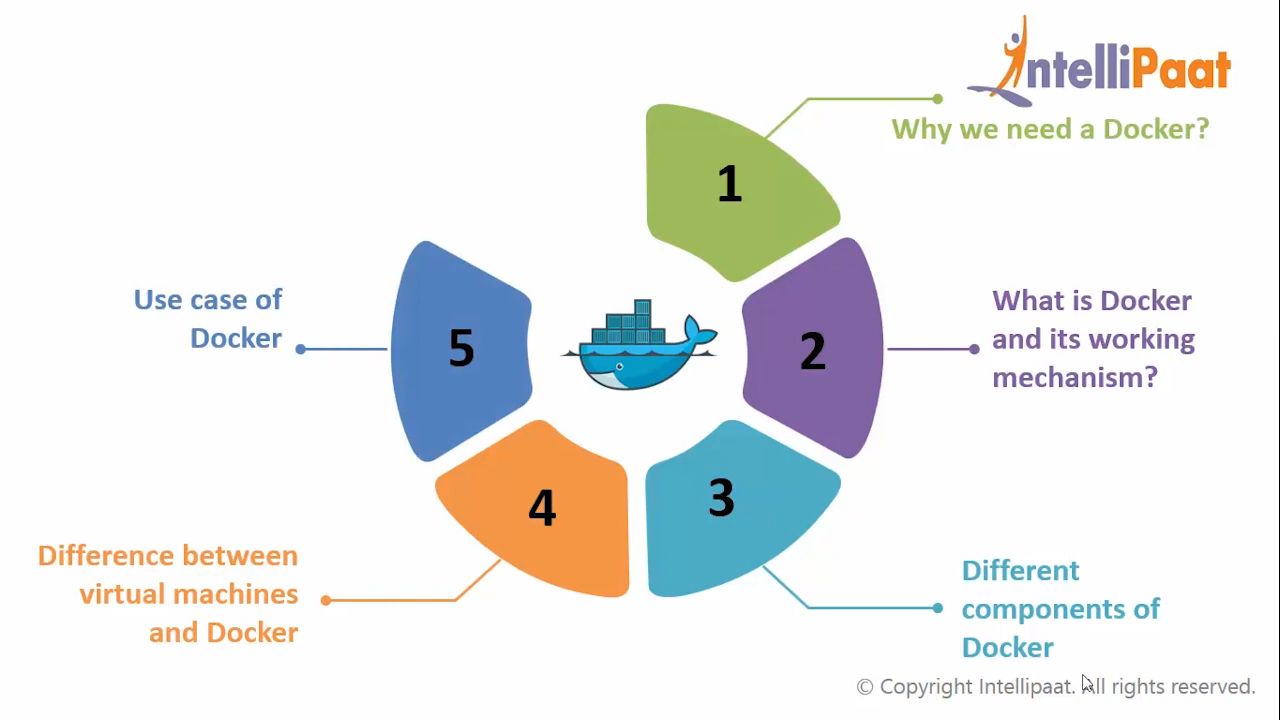 IntelliPaat
Why we need a Docker?
1
2
What is Docker
and its working
mechanism?
3
Different
components of
Docker
4
Difference between
virtual machines
and Docker
5
Use case of
Docker
© Copyright Intellipaat. All rights reserved.